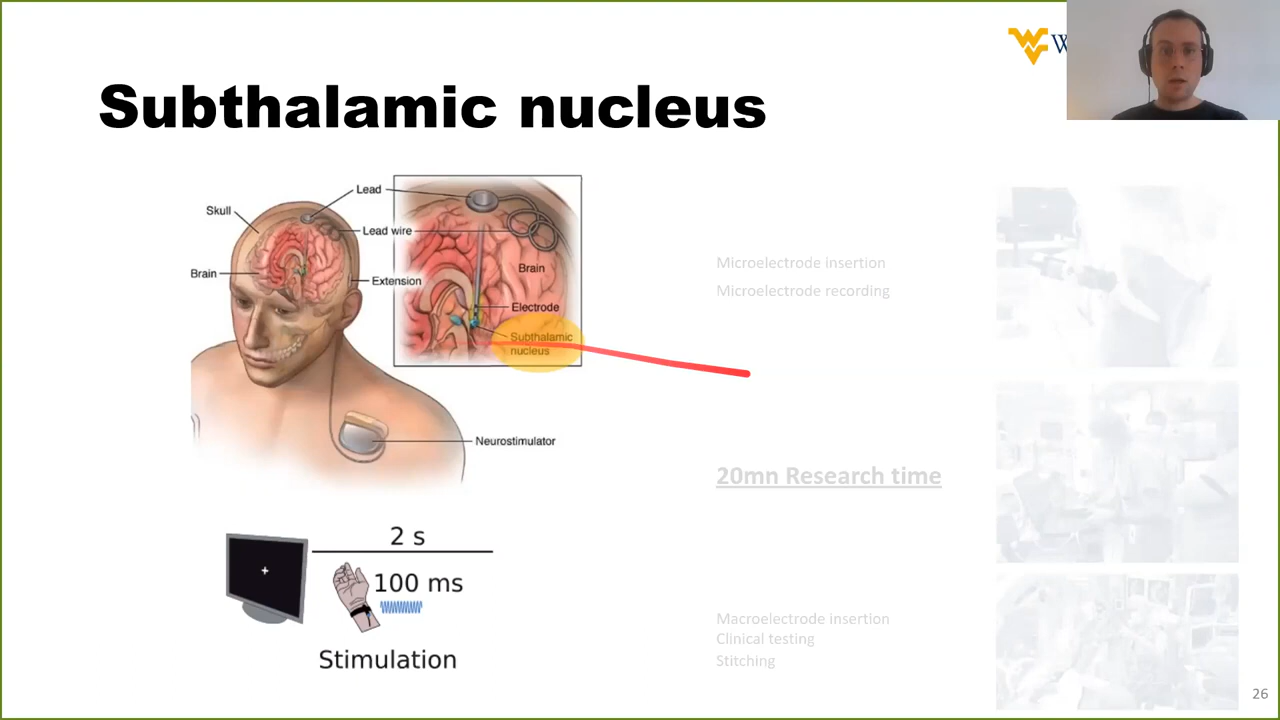 Subthalamic nucleus
Lead
Skull
Lead wire
Brain
Brain
Extension
Electrode
Subthalamic
nucleus
Neurostimulator
Microelectrode insertion
Microelectrode recording
20mn Research time
2 s
100 ms
Stimulation
Macroelectrode insertion
Clinical testing
Stitching
26